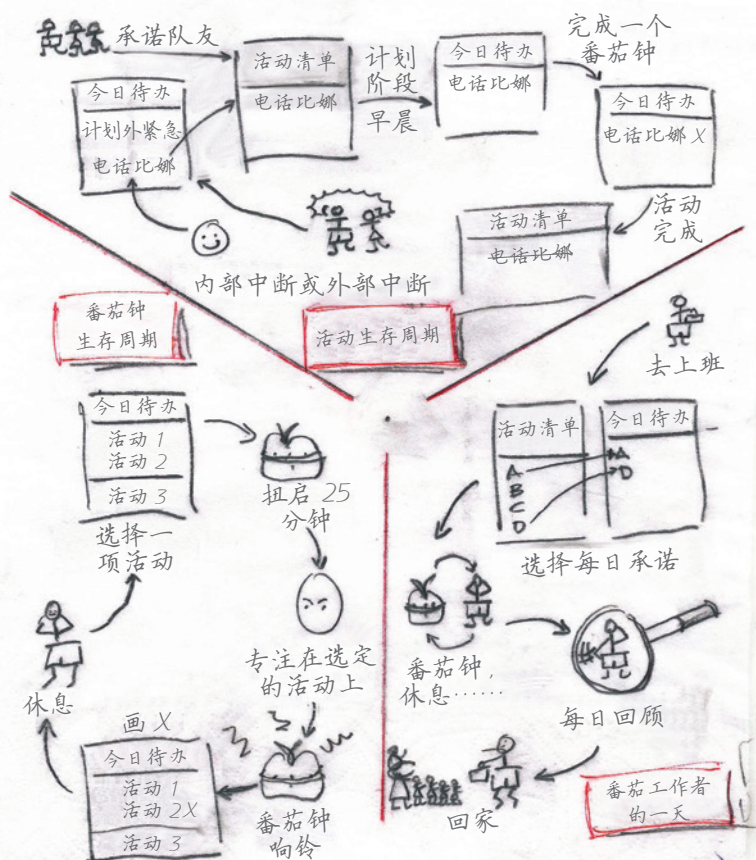 承诺队友
活动清单
电话比娜
计划
阶段
早晨
今日待办
电话比娜
完成一个
番茄钟
今日待办
计划外紧急
电话比娜
今日待办
电话比娜 X
活动
完成
活动清单
电话比娜
内部中断或外部中断
活动生存周期
番茄钟
生存周期
今日待办
活动 1
活动 2
活动 3
选择一
项活动
扭启 25
分钟
专注在选定
的活动上
番茄钟
响铃
画 X
今日待办
活动 1
活动 2X
活动 3
休息
去上班
活动清单
A
B
C
D
今日待办
A
D
选择每日承诺
番茄钟，
休息……
每日回顾
回家
番茄工作者
的一天